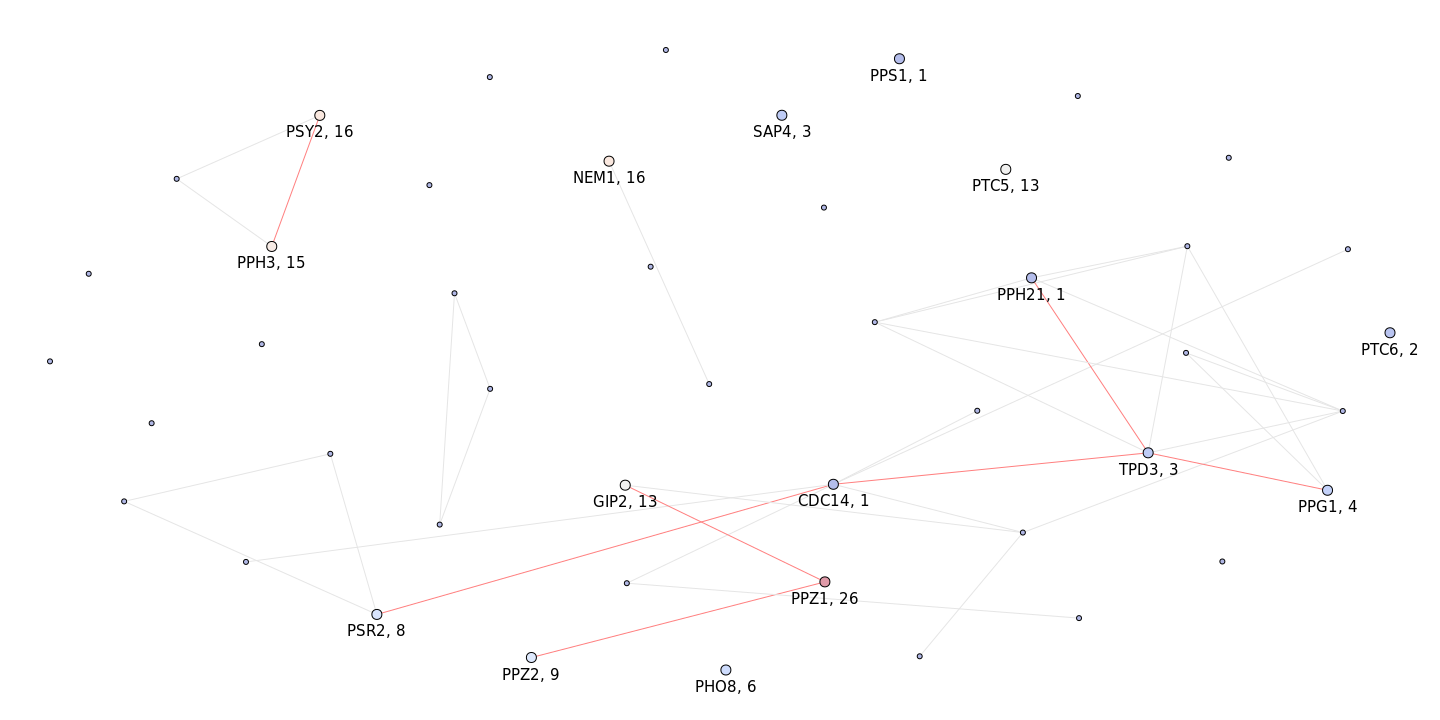 PPS1, 1
PSY2, 16
SAP4, 3
NEM1, 16
PTC5, 13
PPH3, 15
PPH21, 1
PTC6, 2
TPD3, 3
GIP2, 13
CDC14, 1
PPG1, 4
PPZ1, 26
PSR2, 8
PPZ2, 9
PHO8, 6